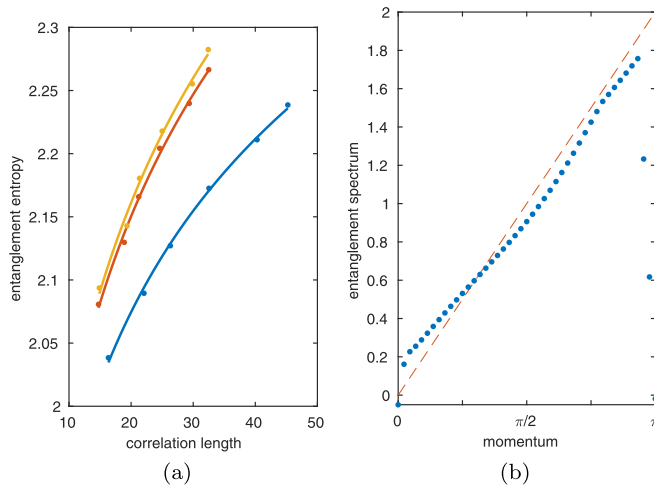 entanglement entropy
2.3
2.25
2.2
2.15
2.1
2.05
2
10 20 30 40 50
correlation length
(a)
entanglement spectrum
2
1.8
1.6
1.4
1.2
1
0.8
0.6
0.4
0.2
0
0 π/2 π
momentum
(b)